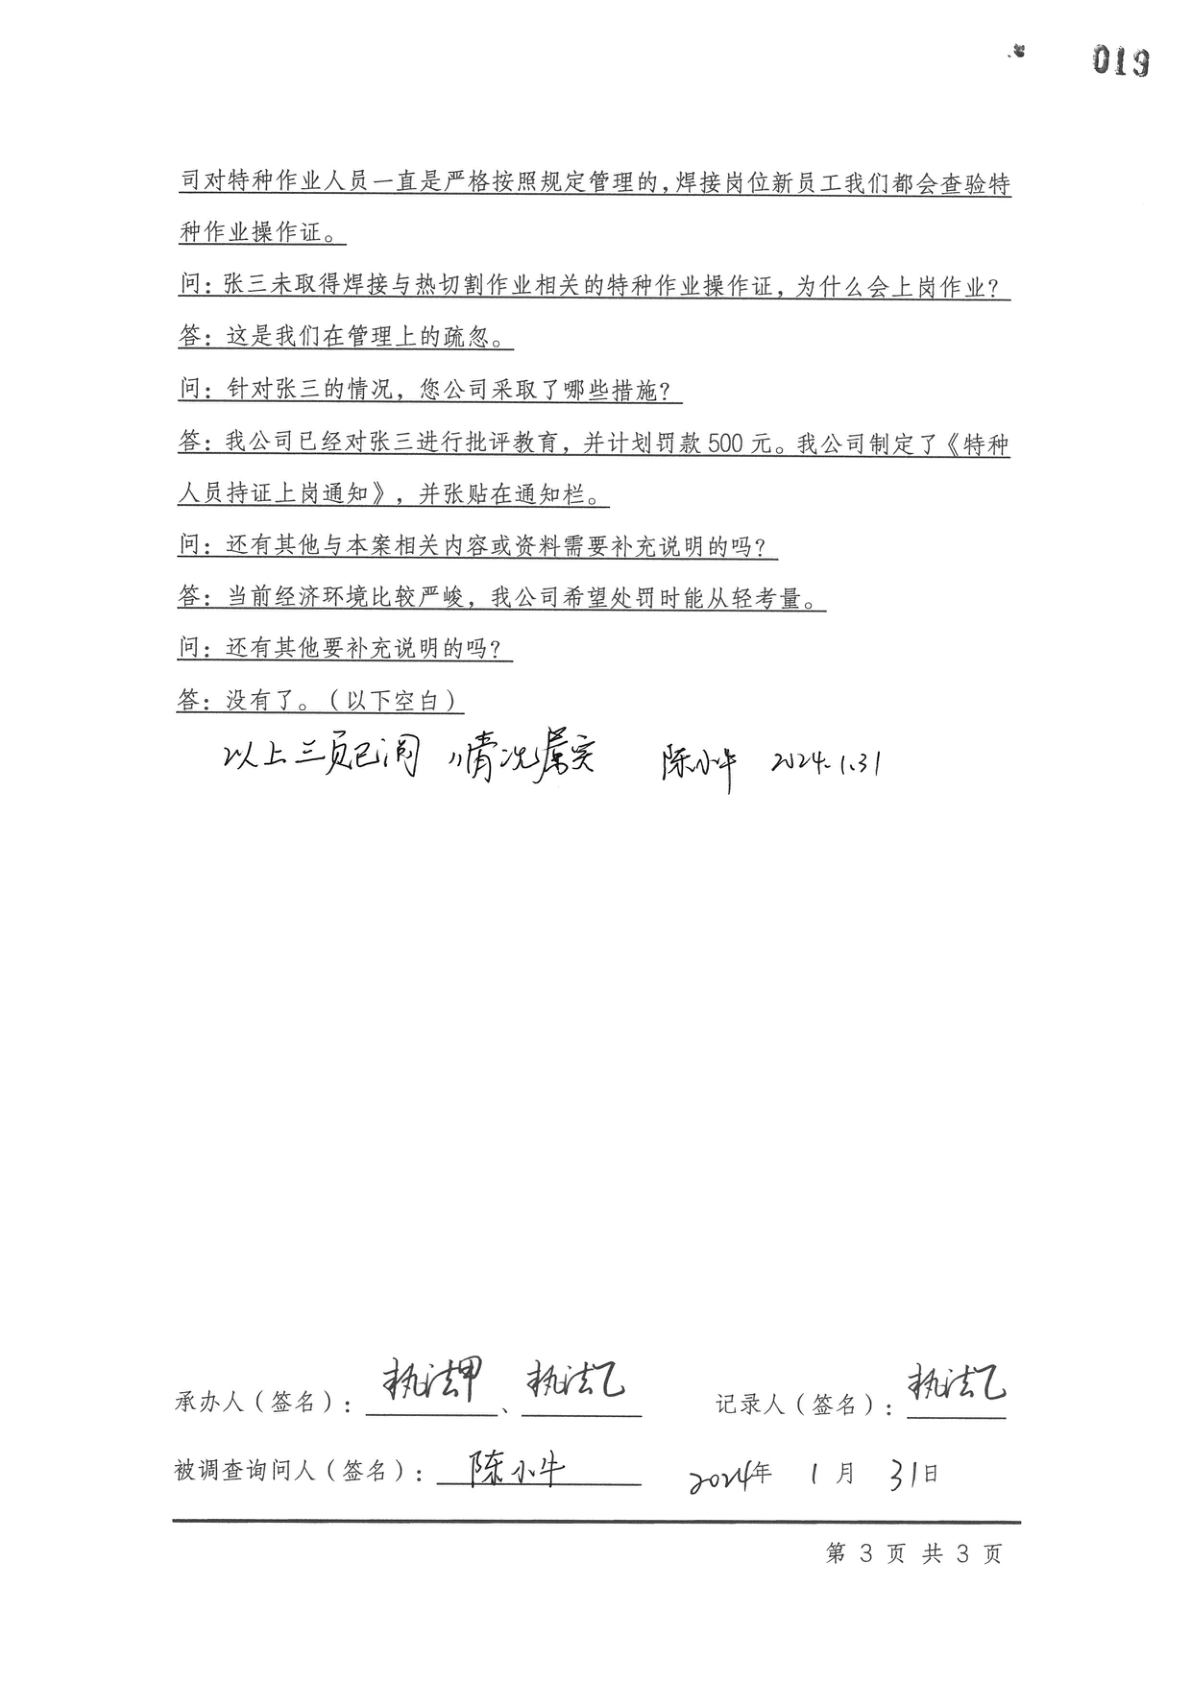 019
司对特种作业人员一直是严格按照规定管理的，焊接岗位新员工我们都会查验特
种作业操作证。
问：张三未取得焊接与热切割作业相关的特种作业操作证，为什么会上岗作业？
答：这是我们在管理上的疏忽。
问：针对张三的情况，您公司采取了哪些措施？
答：我公司已经对张三进行批评教育，并计划罚款 500 元。我公司制定了《特种
人员持证上岗通知》，并张贴在通知栏。
问：还有其他与本案相关内容或资料需要补充说明的吗？
答：当前经济环境比较严峻，我公司希望处罚时能从轻考量。
问：还有其他要补充说明的吗？
答：没有了。（以下空白）
以上三页已阅 情况属实 陈小牛 2024.1.31
承办人（签名）：执法甲、执法乙 记录人（签名）：执法乙
被调查询问人（签名）：陈小牛 2024年 1月 31日
第 3 页 共 3 页